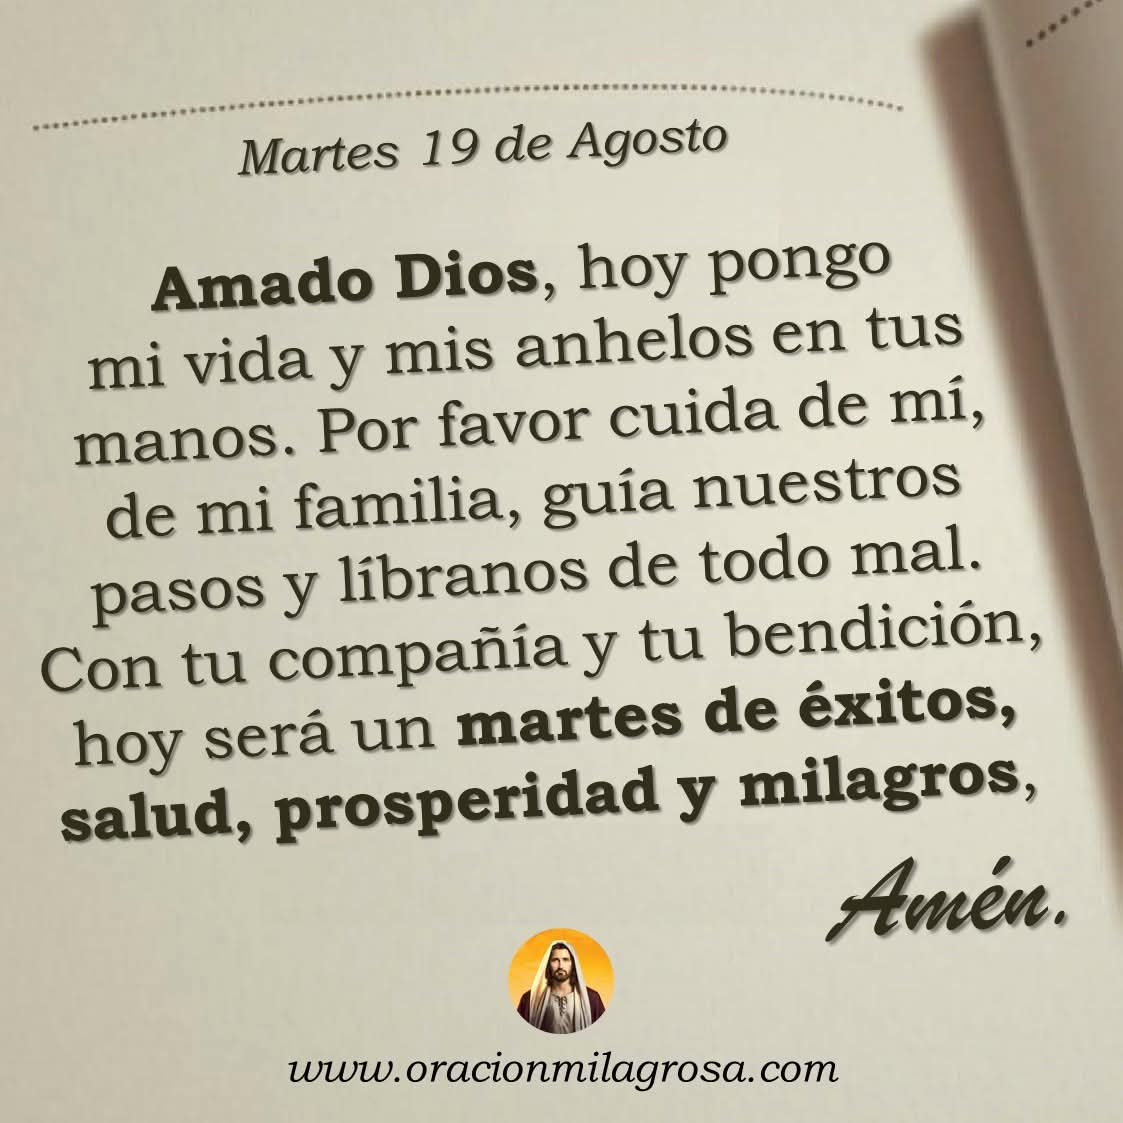 Martes 19 de Agosto
Amado Dios, hoy pongo
mi vida y mis anhelos en tus
manos. Por favor cuida de mí,
de mi familia, guía nuestros
pasos y líbranos de todo mal.
Con tu compañía y tu bendición,
hoy será un martes de éxitos,
salud, prosperidad y milagros,
Amén.
www.oracionmilagrosa.com